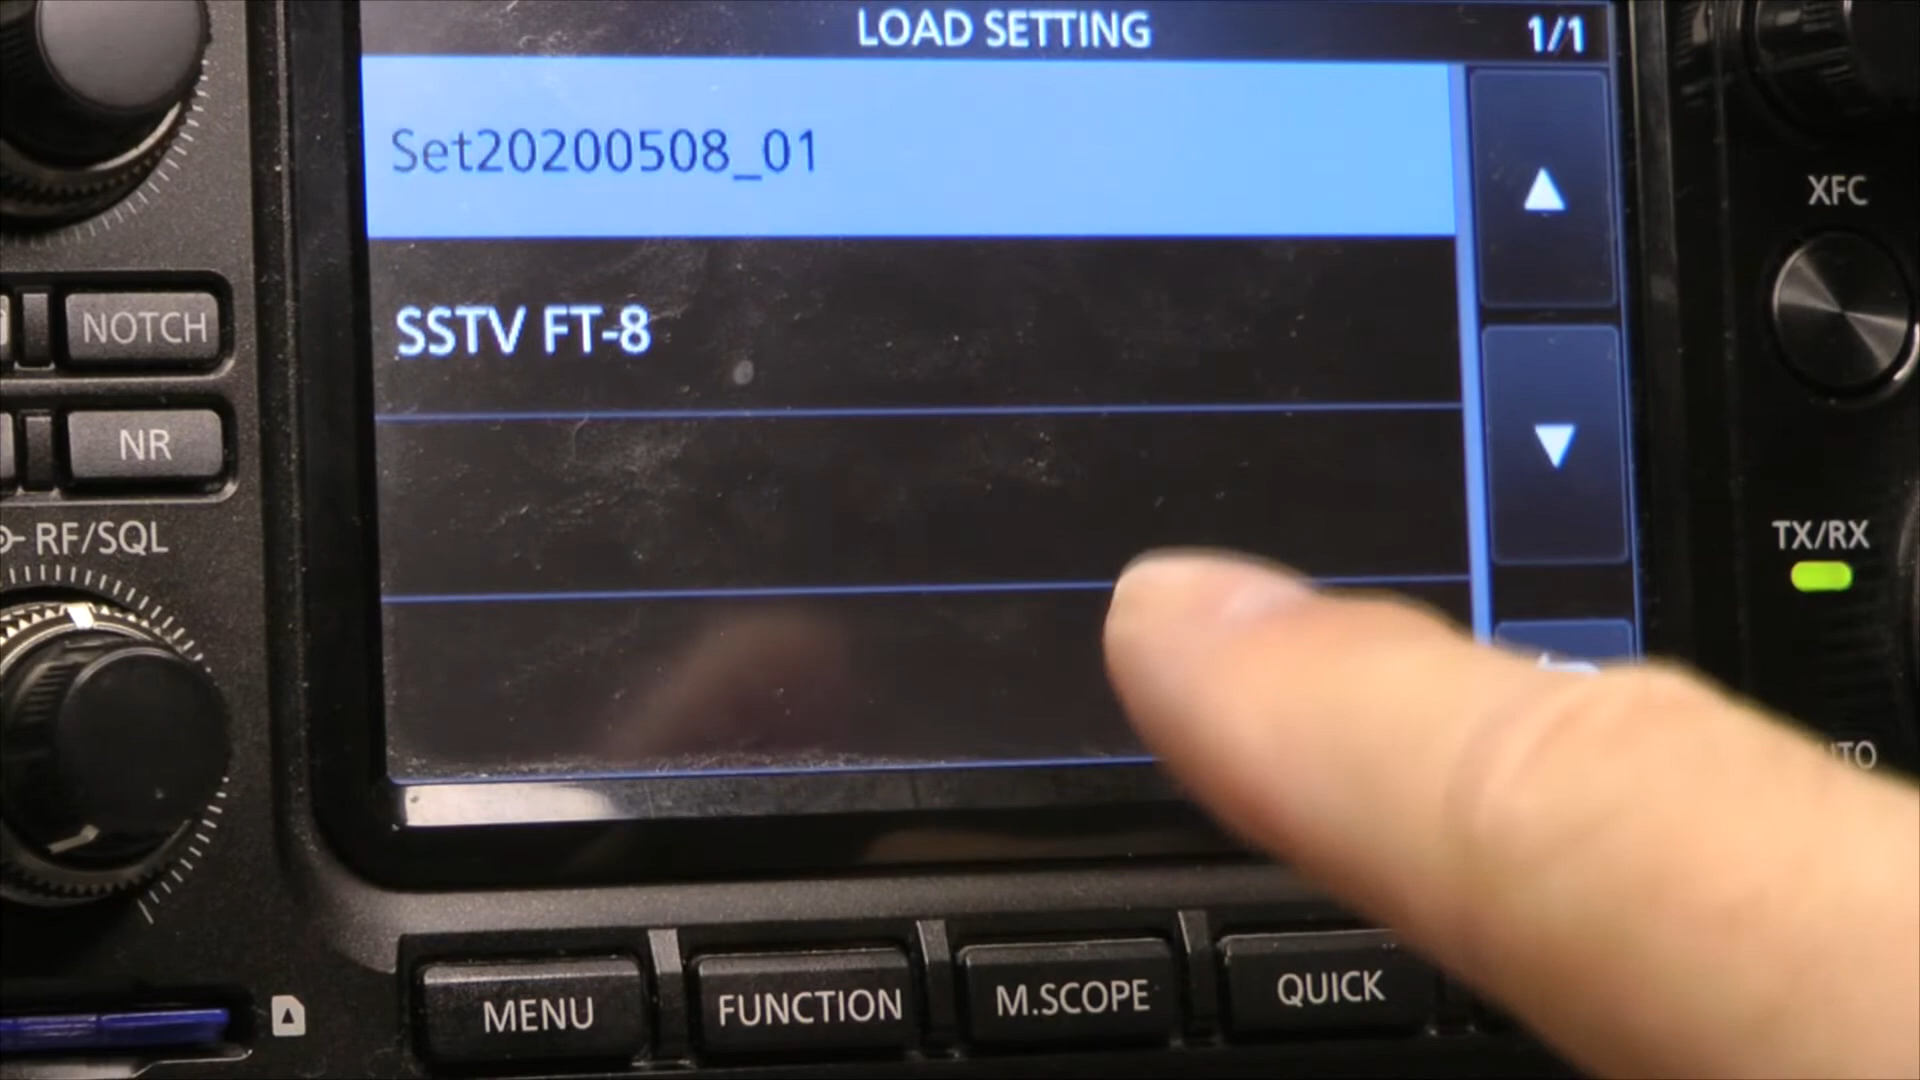 LOAD SETTING
1/1
Set20200508_01
XFC
SSTV FT-8
NOTCH
NR
RF/SQL
TX/RX
MENU
FUNCTION
M.SCOPE
QUICK